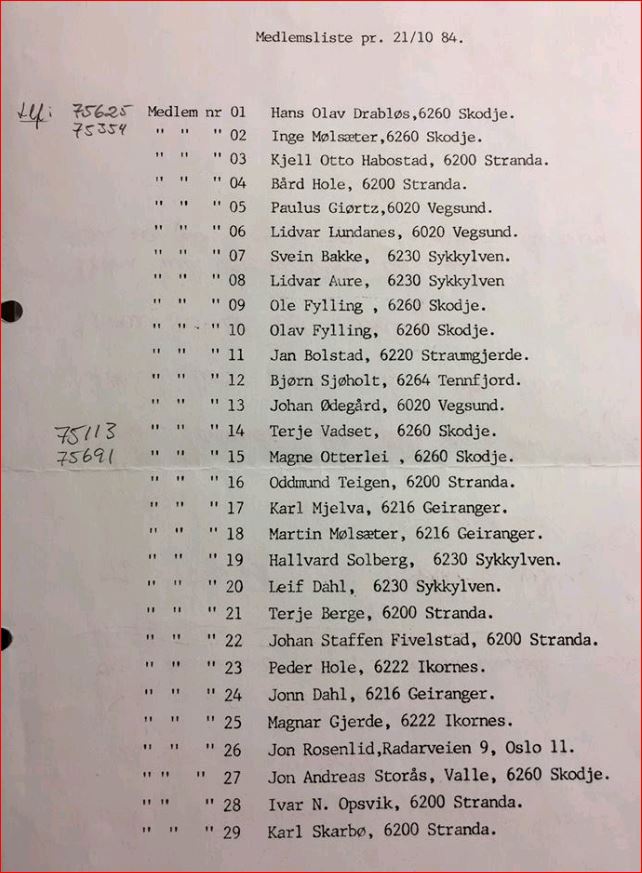 Medlemsliste pr. 21/10 84.
tlf: 75625 Medlem nr 01 Hans Olav Drabløs,6260 Skodje.
75354 " " " 02 Inge Mølsæter,6260 Skodje.
" " " 03 Kjell Otto Habostad, 6200 Stranda.
" " " 04 Bård Hole, 6200 Stranda.
" " " 05 Paulus Giørtz,6020 Vegsund.
" " " 06 Lidvar Lundanes, 6020 Vegsund.
" " " 07 Svein Bakke, 6230 Sykkylven.
" " " 08 Lidvar Aure, 6230 Sykkylven
" " " 09 Ole Fylling , 6260 Skodje.
" " " 10 Olav Fylling, 6260 Skodje.
" " " 11 Jan Bolstad, 6220 Straumgjerde.
" " " 12 Bjørn Sjøholt, 6264 Tennfjord.
" " " 13 Johan Ødegård, 6020 Vegsund.
75113 " " " 14 Terje Vadset, 6260 Skodje.
75691 " " " 15 Magne Otterlei , 6260 Skodje.
" " " 16 Oddmund Teigen, 6200 Stranda.
" " " 17 Karl Mjelva, 6216 Geiranger.
" " " 18 Martin Mølsæter, 6216 Geiranger.
" " " 19 Hallvard Solberg, 6230 Sykkylven.
" " " 20 Leif Dahl, 6230 Sykkylven.
" " " 21 Terje Berge, 6200 Stranda.
" " " 22 Johan Staffen Fivelstad, 6200 Stranda.
" " " 23 Peder Hole, 6222 Ikornes.
" " " 24 Jonn Dahl, 6216 Geiranger.
" " " 25 Magnar Gjerde, 6222 Ikornes.
" " " 26 Jon Rosenlid,Radarveien 9, Oslo 11.
" " " 27 Jon Andreas Storås, Valle, 6260 Skodje.
" " " 28 Ivar N. Opsvik, 6200 Stranda.
" " " 29 Karl Skarbø, 6200 Stranda.